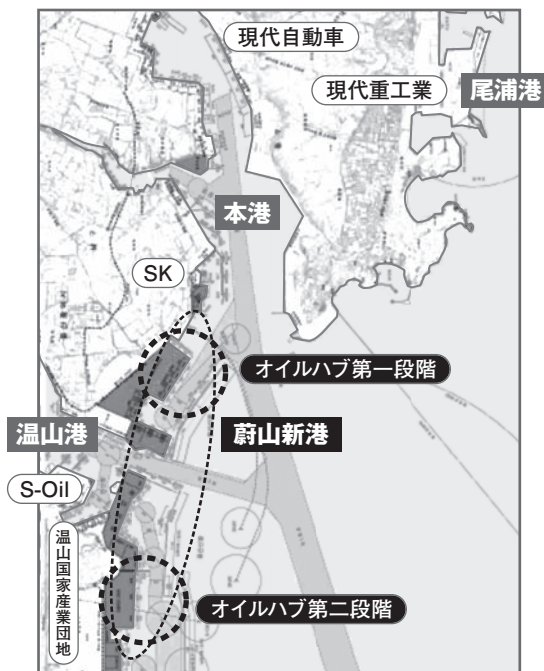 現代自動車
現代重工業
尾浦港
本港
SK
オイルハブ第一段階
温山港
蔚山新港
S-Oil
温山国家産業団地
オイルハブ第二段階